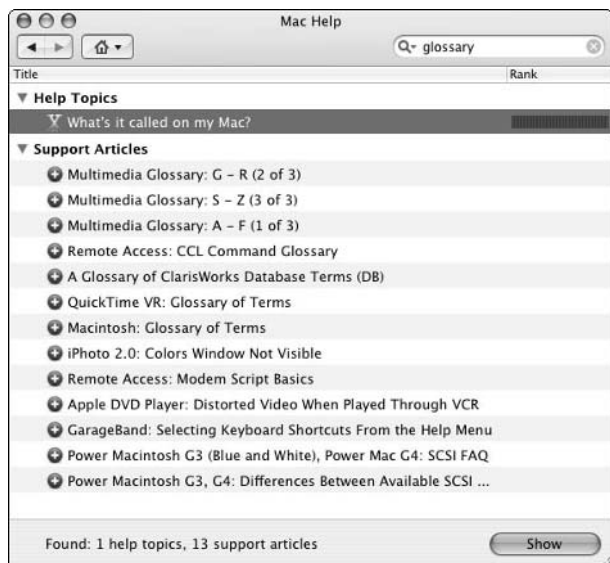 Mac Help
glossary
Title Rank
Help Topics
What's it called on my Mac?
Support Articles
Multimedia Glossary: G – R (2 of 3)
Multimedia Glossary: S – Z (3 of 3)
Multimedia Glossary: A – F (1 of 3)
Remote Access: CCL Command Glossary
A Glossary of ClarisWorks Database Terms (DB)
QuickTime VR: Glossary of Terms
Macintosh: Glossary of Terms
iPhoto 2.0: Colors Window Not Visible
Remote Access: Modem Script Basics
Apple DVD Player: Distorted Video When Played Through VCR
GarageBand: Selecting Keyboard Shortcuts From the Help Menu
Power Macintosh G3 (Blue and White), Power Mac G4: SCSI FAQ
Power Macintosh G3, G4: Differences Between Available SCSI ...
Found: 1 help topics, 13 support articles Show